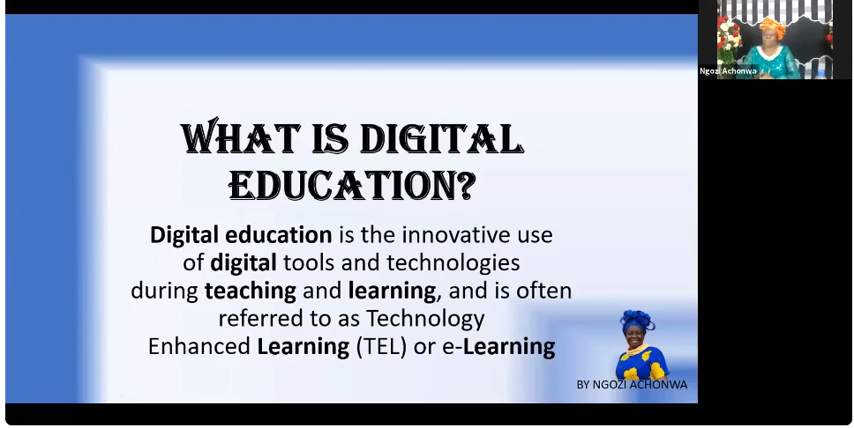 WHAT IS DIGITAL
EDUCATION?
Digital education is the innovative use
of digital tools and technologies
during teaching and learning, and is often
referred to as Technology
Enhanced Learning (TEL) or e-Learning
BY NGOZI ACHONWA
Ngozi Achonwa